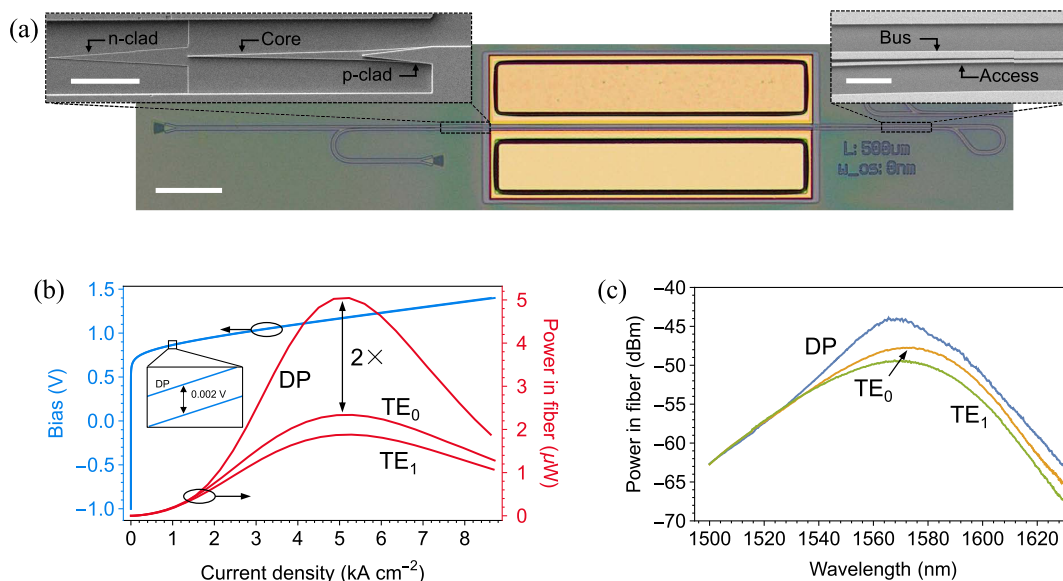 (a)
n-clad
Core
p-clad
Bus
Access
L:500um
w_os:0nm
(b)
1.5
1.0
0.5
0.0
−0.5
−1.0
Bias (V)
DP
0.002 V
DP
2×
TE0
TE1
5
4
3
2
1
0
Power in fiber (μW)
0 1 2 3 4 5 6 7 8
Current density (kA cm−2)
(c)
−40
−45
−50
−55
−60
−65
−70
Power in fiber (dBm)
DP
TE0
TE1
1500 1520 1540 1560 1580 1600 1620
Wavelength (nm)